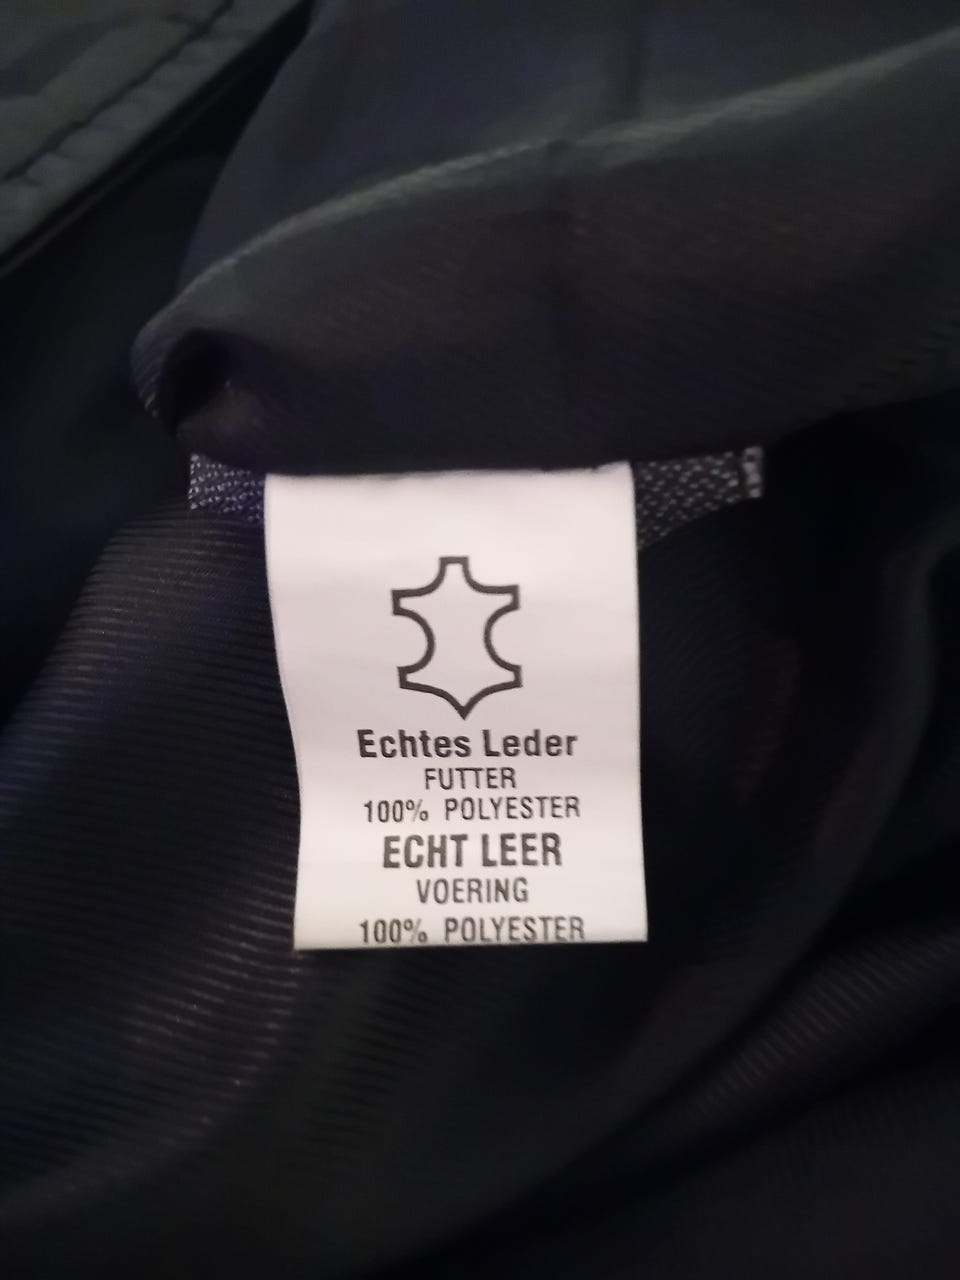 Echtes Leder
FUTTER
100% POLYESTER
ECHT LEER
VOERING
100% POLYESTER